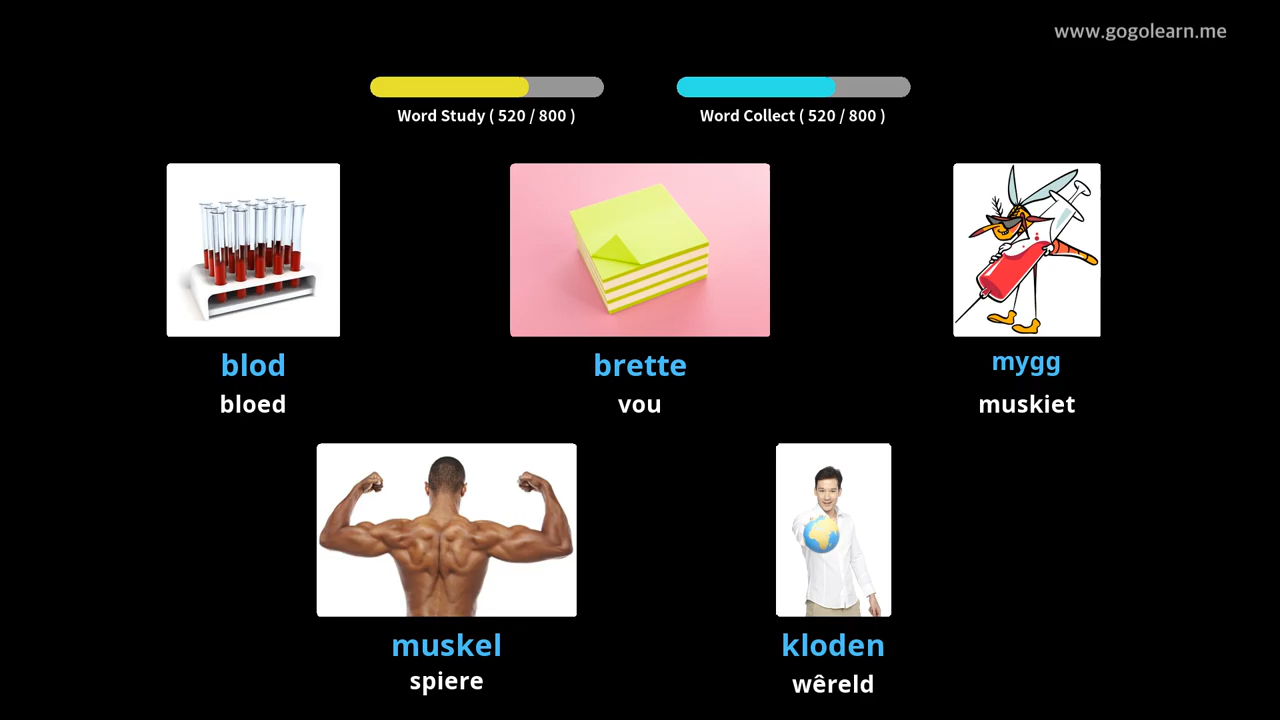 www.gogolearn.me
Word Study ( 520 / 800 )
Word Collect ( 520 / 800 )
blod
bloed
brette
vou
mygg
muskiet
muskel
spiere
kloden
wêreld